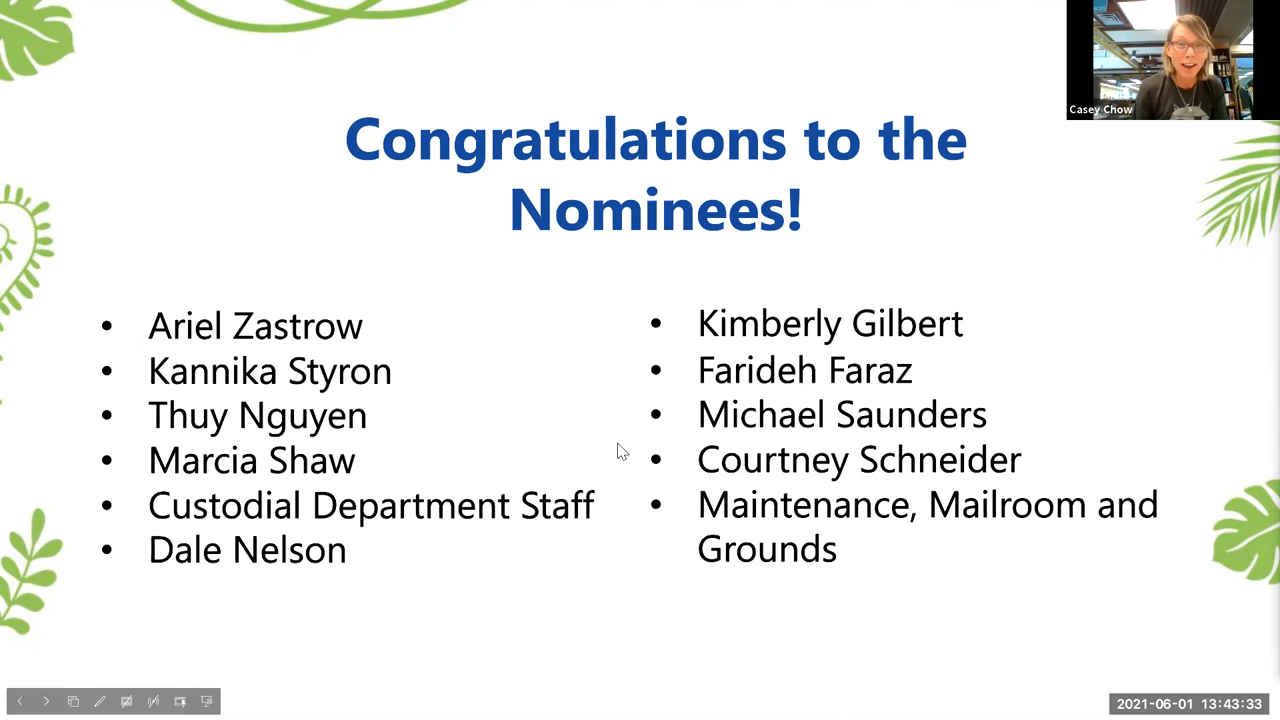 Casey Chow
Congratulations to the
Nominees!
• Ariel Zastrow
• Kannika Styron
• Thuy Nguyen
• Marcia Shaw
• Custodial Department Staff
• Dale Nelson
• Kimberly Gilbert
• Farideh Faraz
• Michael Saunders
• Courtney Schneider
• Maintenance, Mailroom and
Grounds
2021-06-01 13:43:33